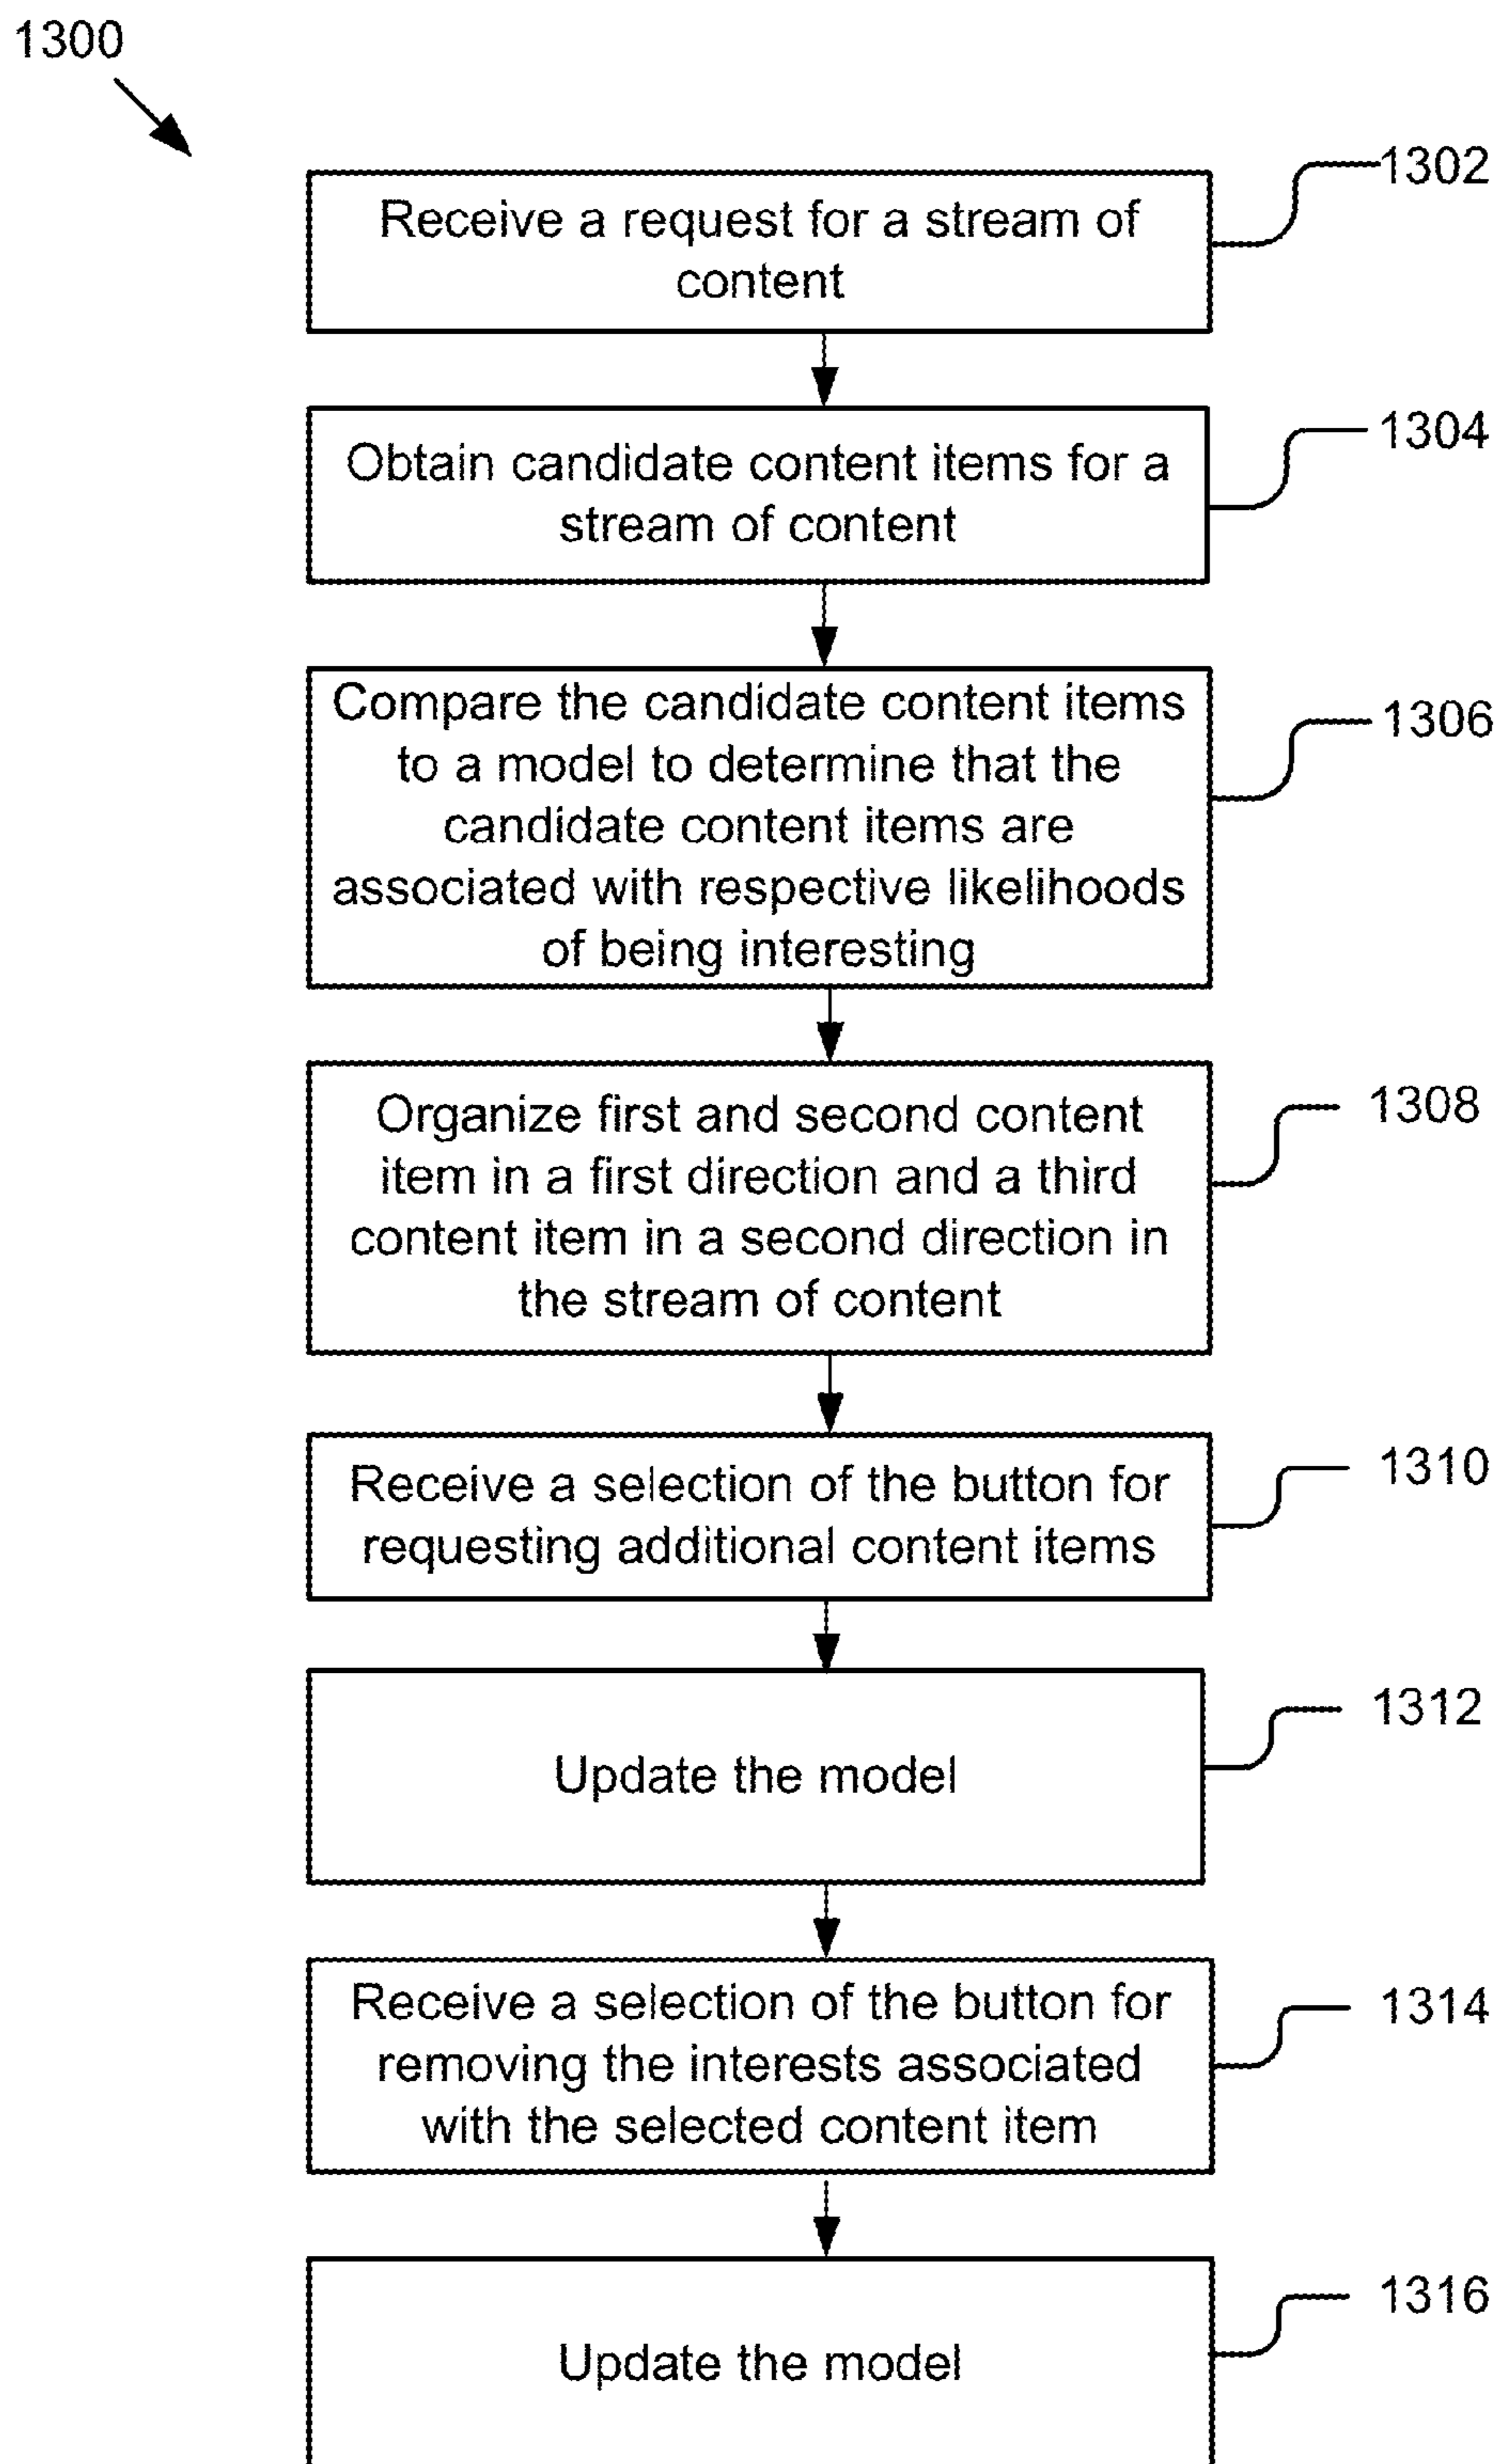 1300
Receive a request for a stream of
content
1302
Obtain candidate content items for a
stream of content
1304
Compare the candidate content items
to a model to determine that the
candidate content items are
associated with respective likelihoods
of being interesting
1306
Organize first and second content
item in a first direction and a third
content item in a second direction in
the stream of content
1308
Receive a selection of the button for
requesting additional content items
1310
Update the model
1312
Receive a selection of the button for
removing the interests associated
with the selected content item
1314
Update the model
1316